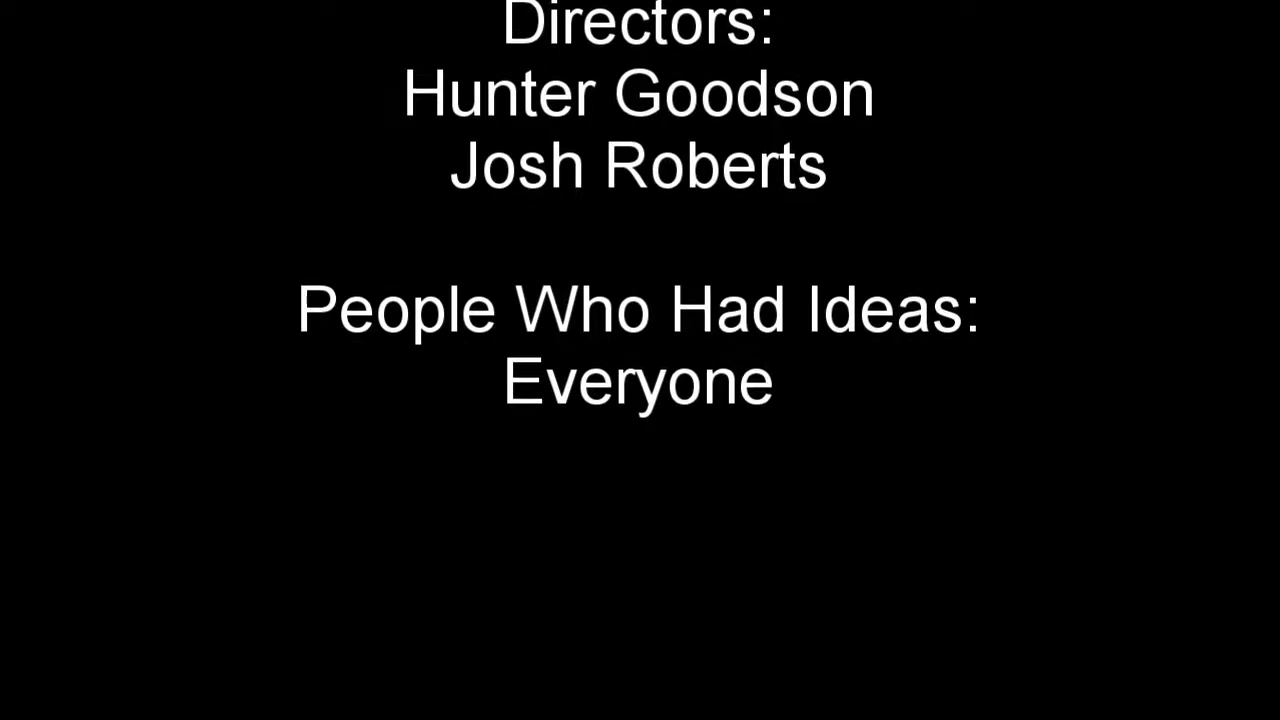 Directors:
Hunter Goodson
Josh Roberts
People Who Had Ideas:
Everyone